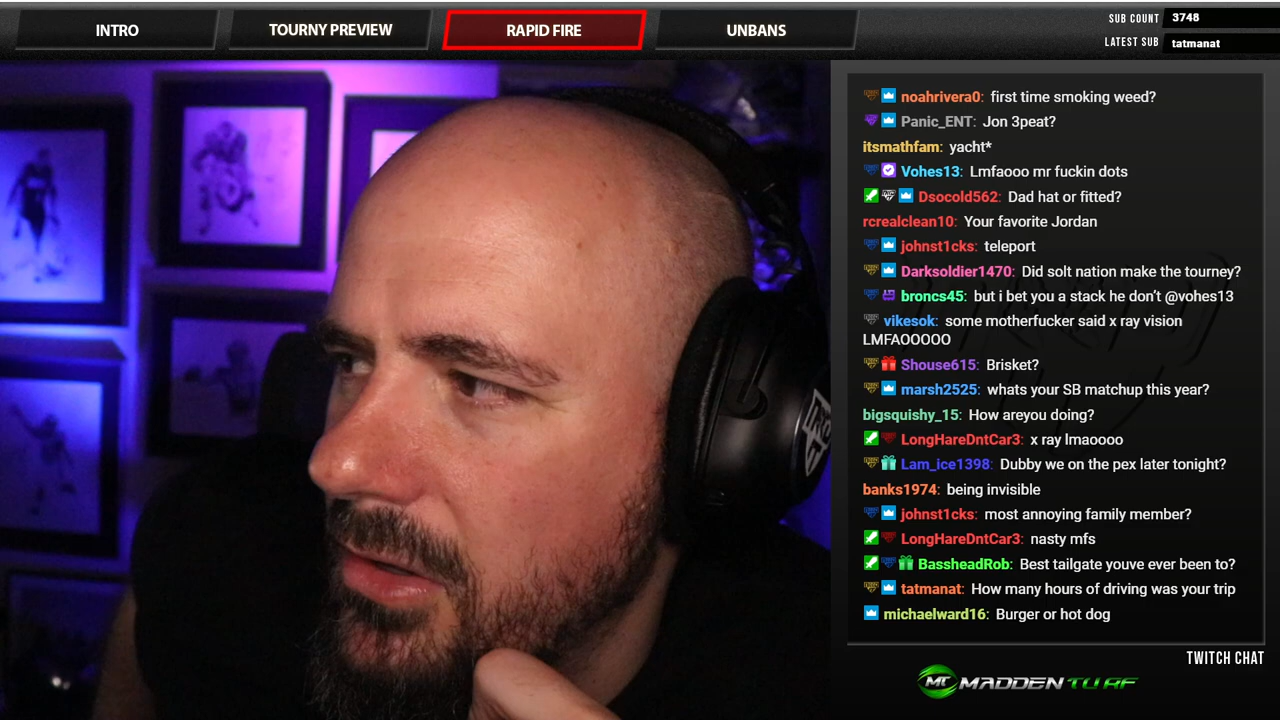 INTRO
TOURNY PREVIEW
RAPID FIRE
UNBANS
SUB COUNT 3748
LATEST SUB tatmanat
noahrivera0: first time smoking weed?
Panic_ENT: Jon 3peat?
itsmathfam: yacht*
Vohes13: Lmfaooo mr fuckin dots
Dsocold562: Dad hat or fitted?
rcrealclean10: Your favorite Jordan
johnst1cks: teleport
Darksoldier1470: Did solt nation make the tourney?
broncs45: but i bet you a stack he don't @vohes13
vikesok: some motherfucker said x ray vision
LMFAOOOOO
Shouse615: Brisket?
marsh2525: whats your SB matchup this year?
bigsquishy_15: How areyou doing?
LongHareDntCar3: x ray lmaoooo
Lam_ice1398: Dubby we on the pex later tonight?
banks1974: being invisible
johnst1cks: most annoying family member?
LongHareDntCar3: nasty mfs
BassheadRob: Best tailgate youve ever been to?
tatmanat: How many hours of driving was your trip
michaelward16: Burger or hot dog
TWITCH CHAT
MT MADDEN TURF